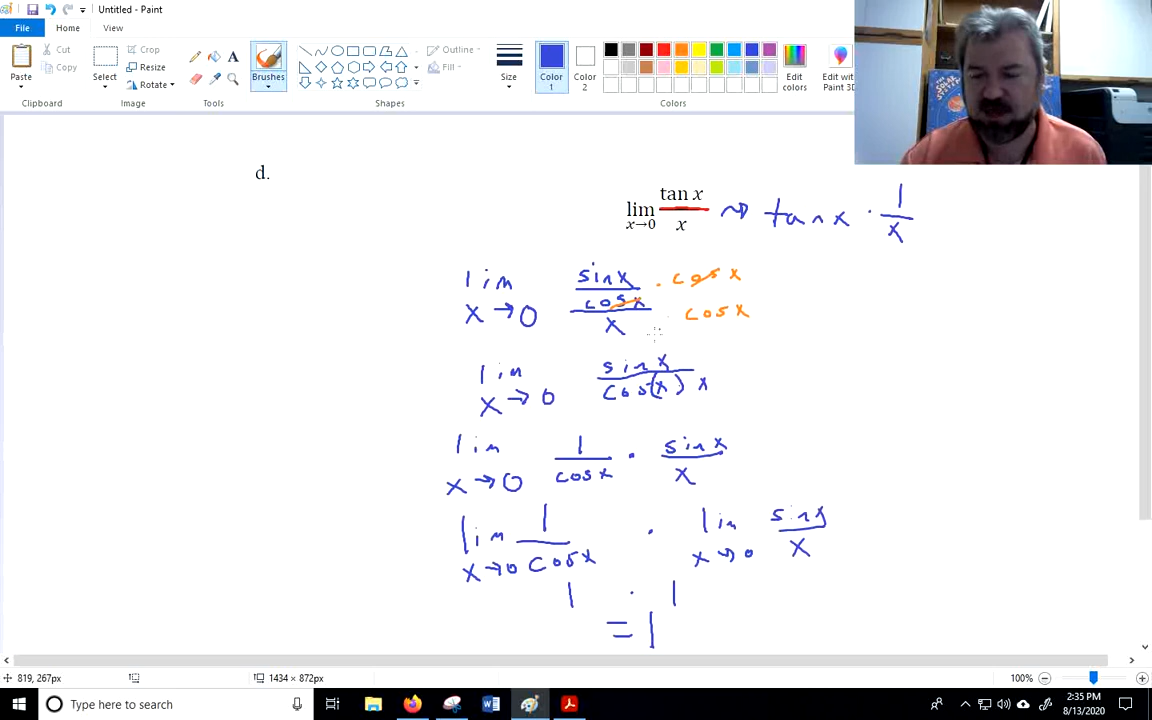 Untitled - Paint
File Home View
Paste Cut Copy
Select Crop Resize Rotate
A
Brushes
Outline Fill
Size
Color 1
Color 2
Edit colors
Edit with Paint 3D
Clipboard Image Tools Shapes Colors
THE SOLAR SYSTEM
d.
lim x→0 tan x / x ⇝ tan x · 1/x
lim x→0 sin x / cos x / x · cos x cos x
lim x→0 sin x / cos(x) · x
lim x→0 1 / cos x · sin x / x
lim x→0 1 / cos x · lim x→0 sin x / x
1 · 1
= 1
819, 267px 1434 × 872px 100%
Type here to search
2:35 PM
8/13/2020